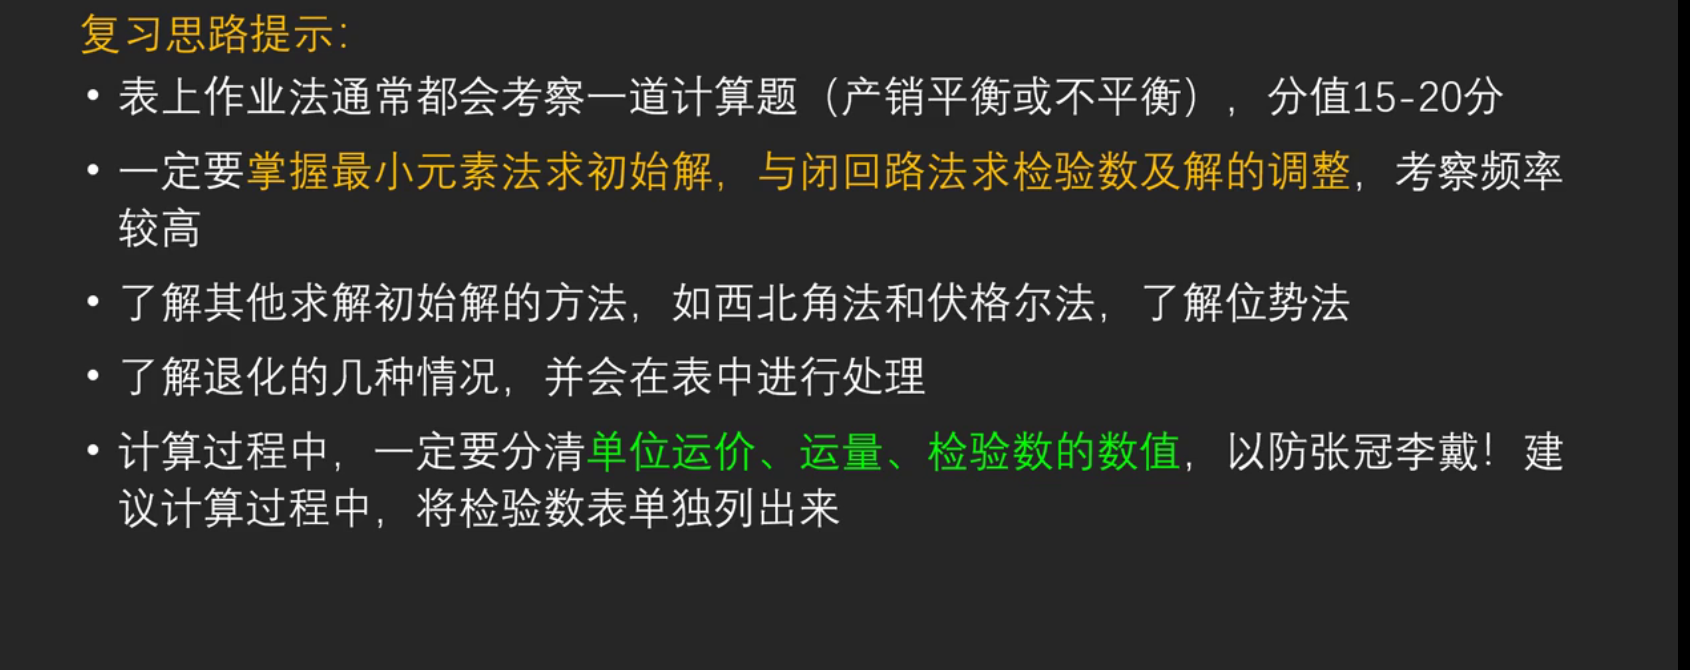 复习思路提示：
• 表上作业法通常都会考察一道计算题（产销平衡或不平衡），分值15-20分
• 一定要掌握最小元素法求初始解，与闭回路法求检验数及解的调整，考察频率
较高
• 了解其他求解初始解的方法，如西北角法和伏格尔法，了解位势法
• 了解退化的几种情况，并会在表中进行处理
• 计算过程中，一定要分清单位运价、运量、检验数的数值，以防张冠李戴！建
议计算过程中，将检验数表单独列出来